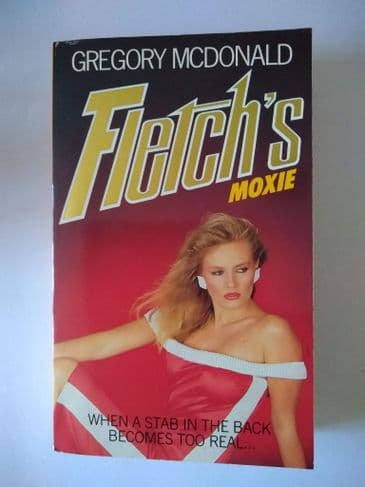 GREGORY MCDONALD
Fletch's
MOXIE
WHEN A STAB IN THE BACK
BECOMES TOO REAL...